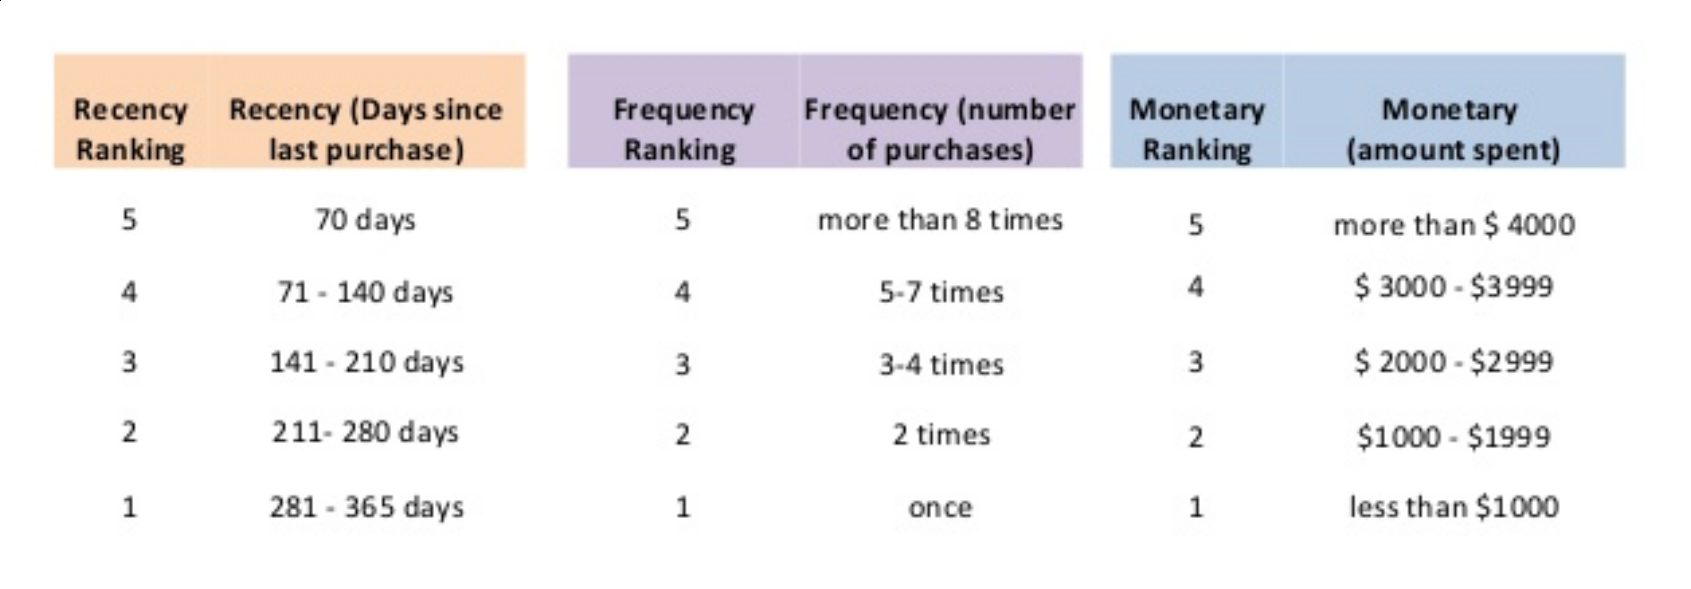 Recency Ranking Recency (Days since last purchase)
5 70 days
4 71 - 140 days
3 141 - 210 days
2 211- 280 days
1 281 - 365 days
Frequency Ranking Frequency (number of purchases)
5 more than 8 times
4 5-7 times
3 3-4 times
2 2 times
1 once
Monetary Ranking Monetary (amount spent)
5 more than $ 4000
4 $ 3000 - $3999
3 $ 2000 - $2999
2 $1000 - $1999
1 less than $1000